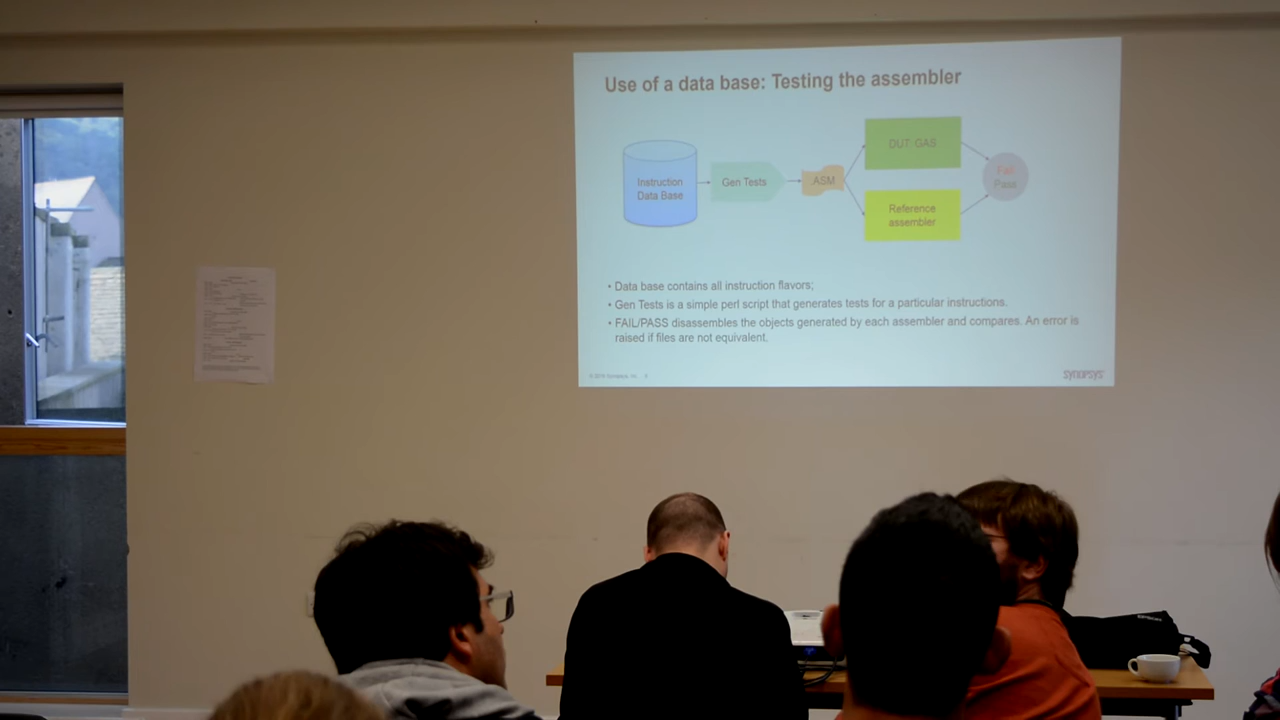 Use of a data base: Testing the assembler
DUT: GAS
Instruction
Data Base
Gen Tests
ASM
Fail
Pass
Reference
assembler
• Data base contains all instruction flavors;
• Gen Tests is a simple perl script that generates tests for a particular instructions.
• FAIL/PASS disassembles the objects generated by each assembler and compares. An error is
raised if files are not equivalent.
SYNOPSYS